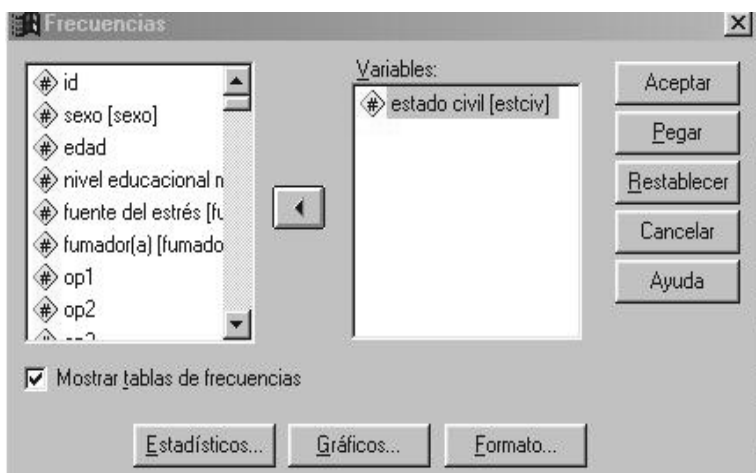 Frecuencias
id
sexo [sexo]
edad
nivel educacional n
fuente del estrés [fu
fumador(a) [fumado
op1
op2
Variables:
estado civil [estciv]
Aceptar
Pegar
Restablecer
Cancelar
Ayuda
Mostrar tablas de frecuencias
Estadísticos...
Gráficos...
Formato...